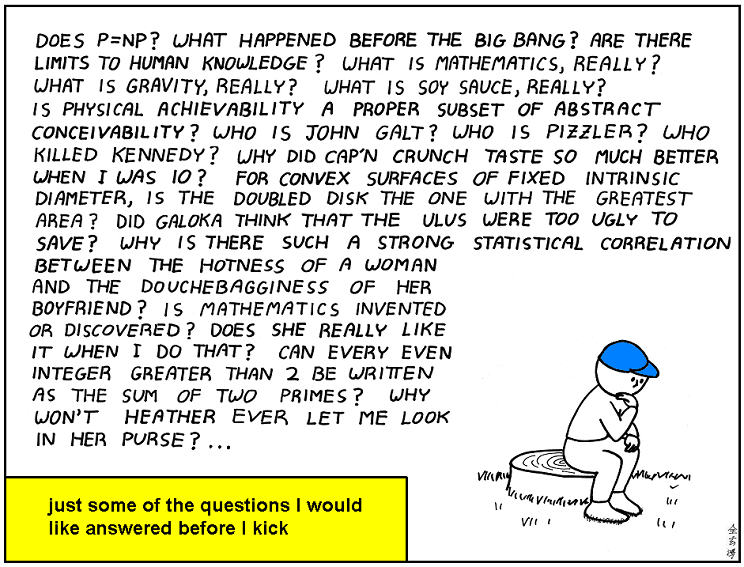 DOES P=NP? WHAT HAPPENED BEFORE THE BIG BANG? ARE THERE
LIMITS TO HUMAN KNOWLEDGE? WHAT IS MATHEMATICS, REALLY?
WHAT IS GRAVITY, REALLY? WHAT IS SOY SAUCE, REALLY?
IS PHYSICAL ACHIEVABILITY A PROPER SUBSET OF ABSTRACT
CONCEIVABILITY? WHO IS JOHN GALT? WHO IS PIZZLER? WHO
KILLED KENNEDY? WHY DID CAP'N CRUNCH TASTE SO MUCH BETTER
WHEN I WAS 10? FOR CONVEX SURFACES OF FIXED INTRINSIC
DIAMETER, IS THE DOUBLED DISK THE ONE WITH THE GREATEST
AREA? DID GALOKA THINK THAT THE ULUS WERE TOO UGLY TO
SAVE? WHY IS THERE SUCH A STRONG STATISTICAL CORRELATION
BETWEEN THE HOTNESS OF A WOMAN
AND THE DOUCHEBAGGINESS OF HER
BOYFRIEND? IS MATHEMATICS INVENTED
OR DISCOVERED? DOES SHE REALLY LIKE
IT WHEN I DO THAT? CAN EVERY EVEN
INTEGER GREATER THAN 2 BE WRITTEN
AS THE SUM OF TWO PRIMES? WHY
WON'T HEATHER EVER LET ME LOOK
IN HER PURSE?...
just some of the questions I would
like answered before I kick